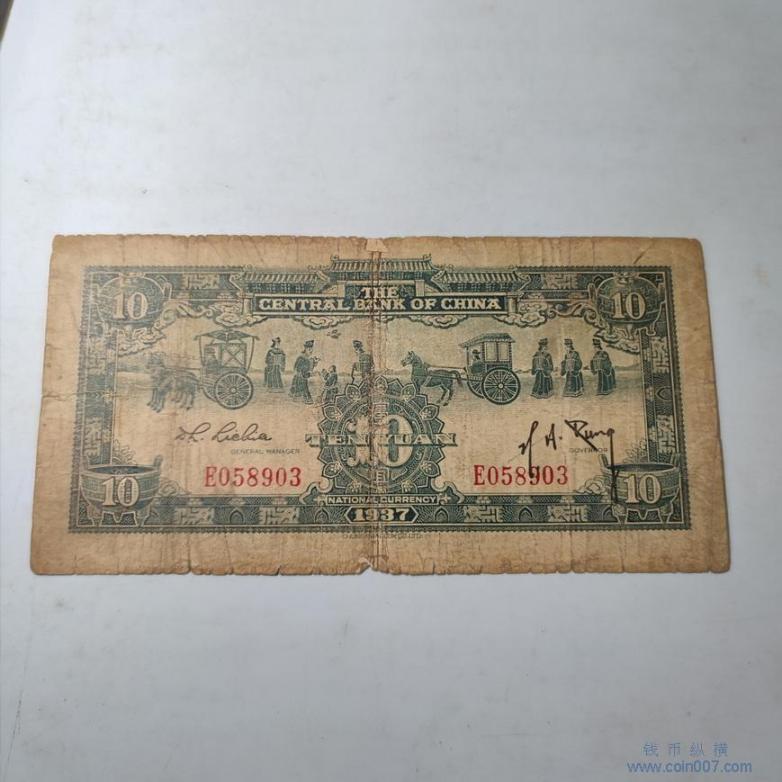 10
10
THE
CENTRAL BANK OF CHINA
GENERAL MANAGER
TEN YUAN
10
GOVERNOR
E058903
E058903
10
10
NATIONAL CURRENCY
1937
钱币纵横
www.coin007.com